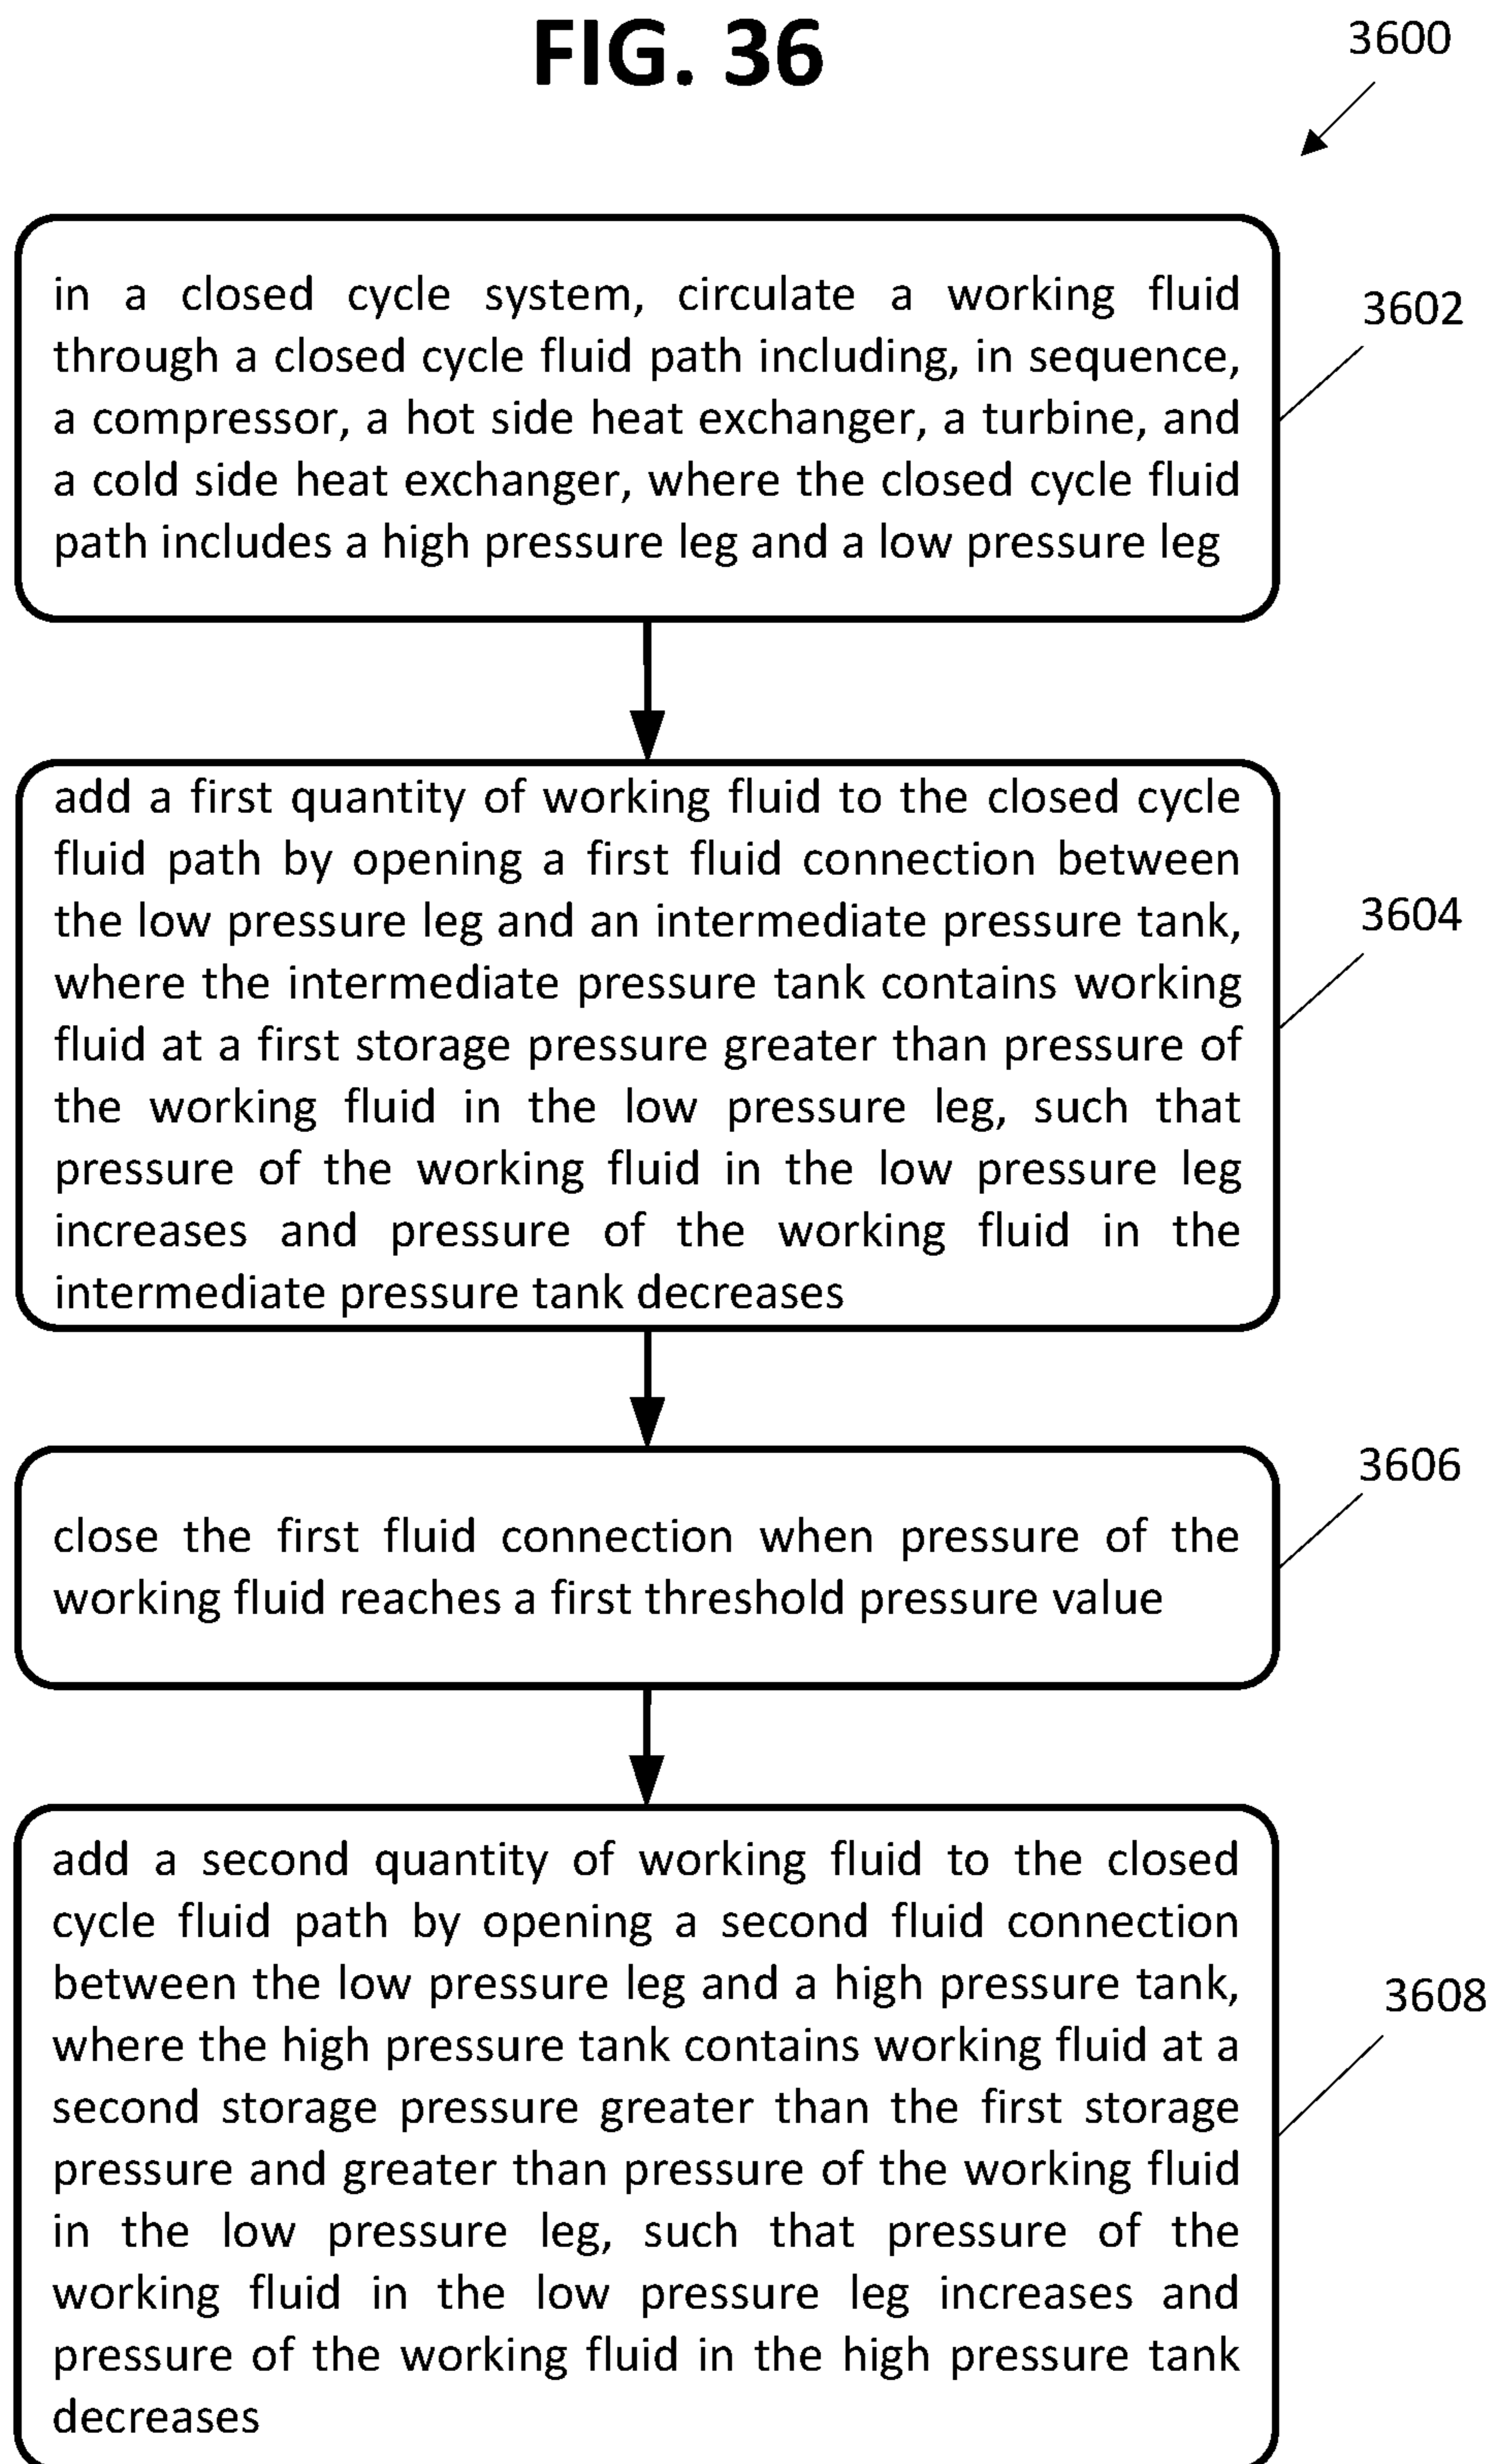 FIG. 36
3600
in a closed cycle system, circulate a working fluid
through a closed cycle fluid path including, in sequence,
a compressor, a hot side heat exchanger, a turbine, and
a cold side heat exchanger, where the closed cycle fluid
path includes a high pressure leg and a low pressure leg
3602
add a first quantity of working fluid to the closed cycle
fluid path by opening a first fluid connection between
the low pressure leg and an intermediate pressure tank,
where the intermediate pressure tank contains working
fluid at a first storage pressure greater than pressure of
the working fluid in the low pressure leg, such that
pressure of the working fluid in the low pressure leg
increases and pressure of the working fluid in the
intermediate pressure tank decreases
3604
close the first fluid connection when pressure of the
working fluid reaches a first threshold pressure value
3606
add a second quantity of working fluid to the closed
cycle fluid path by opening a second fluid connection
between the low pressure leg and a high pressure tank,
where the high pressure tank contains working fluid at a
second storage pressure greater than the first storage
pressure and greater than pressure of the working fluid
in the low pressure leg, such that pressure of the
working fluid in the low pressure leg increases and
pressure of the working fluid in the high pressure tank
decreases
3608